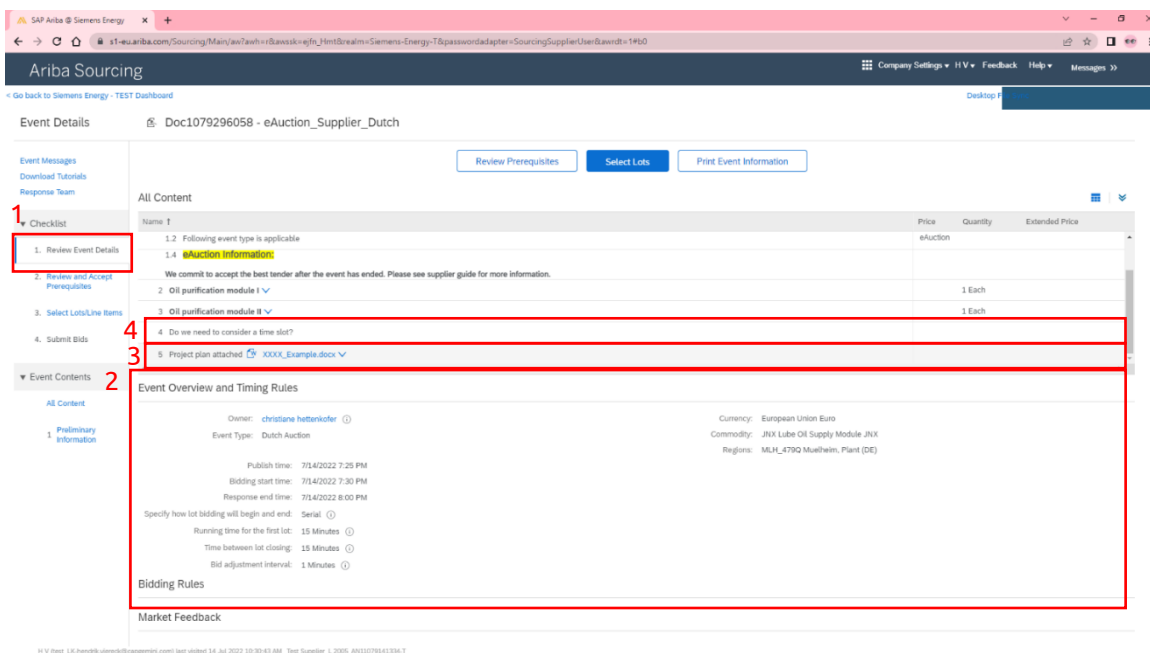 SAP Ariba @ Siemens Energy
s1-eu.ariba.com/Sourcing/Main/aw?awh=r&awssk=ejfn_Hmt&realm=Siemens-Energy-T&passwordadapter=SourcingSupplierUser&awrdt=1#b0
Ariba Sourcing
Company Settings HV Feedback Help Messages
< Go back to Siemens Energy - TEST Dashboard
Desktop F
Event Details
Doc1079296058 - eAuction_Supplier_Dutch
Event Messages
Download Tutorials
Response Team
Review Prerequisites Select Lots Print Event Information
All Content
1
Checklist
1. Review Event Details
2. Review and Accept
Prerequisites
3. Select Lots/Line Items
4. Submit Bids
Name ↑ Price Quantity Extended Price
1.2 Following event type is applicable eAuction
1.4 eAuction Information:
We commit to accept the best tender after the event has ended. Please see supplier guide for more information.
2 Oil purification module I 1 Each
3 Oil purification module II 1 Each
4
4 Do we need to consider a time slot?
3
5 Project plan attached XXXX_Example.docx
2
Event Contents
All Content
1 Preliminary
Information
Event Overview and Timing Rules
Owner: christiane hettenkofer
Event Type: Dutch Auction
Currency: European Union Euro
Commodity: JNX Lube Oil Supply Module JNX
Regions: MLH_479Q Muelheim, Plant (DE)
Publish time: 7/14/2022 7:25 PM
Bidding start time: 7/14/2022 7:30 PM
Response end time: 7/14/2022 8:00 PM
Specify how lot bidding will begin and end: Serial
Running time for the first lot: 15 Minutes
Time between lot closing: 15 Minutes
Bid adjustment interval: 1 Minutes
Bidding Rules
Market Feedback
last visited 14 Jul 2022 10:30:43 AM Test Supplier